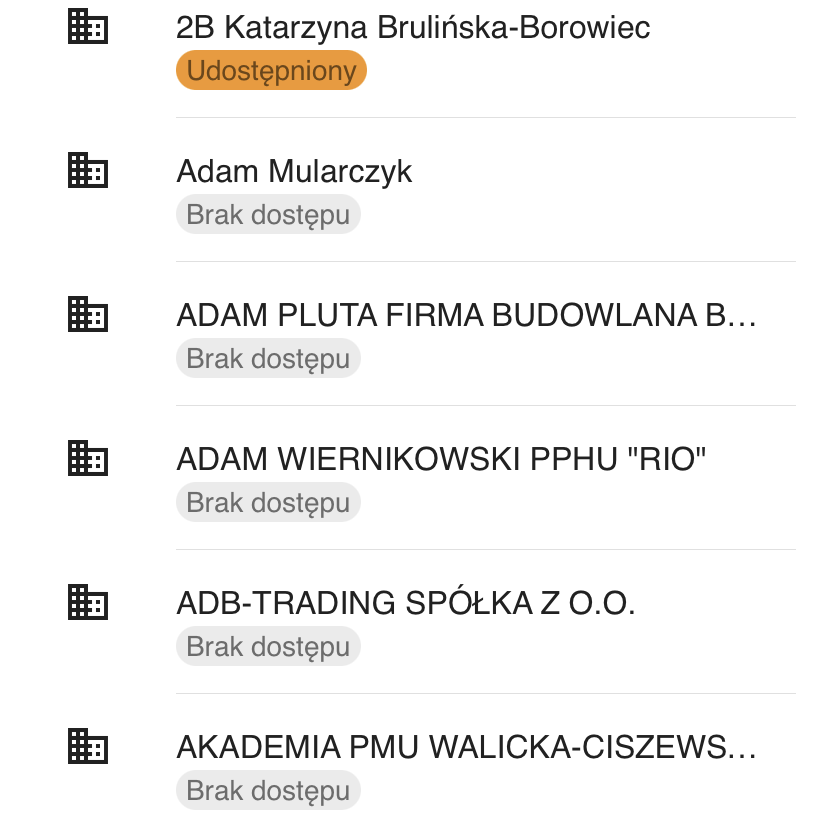 2B Katarzyna Brulińska-Borowiec
Udostępniony
Adam Mularczyk
Brak dostępu
ADAM PLUTA FIRMA BUDOWLANA B…
Brak dostępu
ADAM WIERNIKOWSKI PPHU "RIO"
Brak dostępu
ADB-TRADING SPÓŁKA Z O.O.
Brak dostępu
AKADEMIA PMU WALICKA-CISZEWS…
Brak dostępu